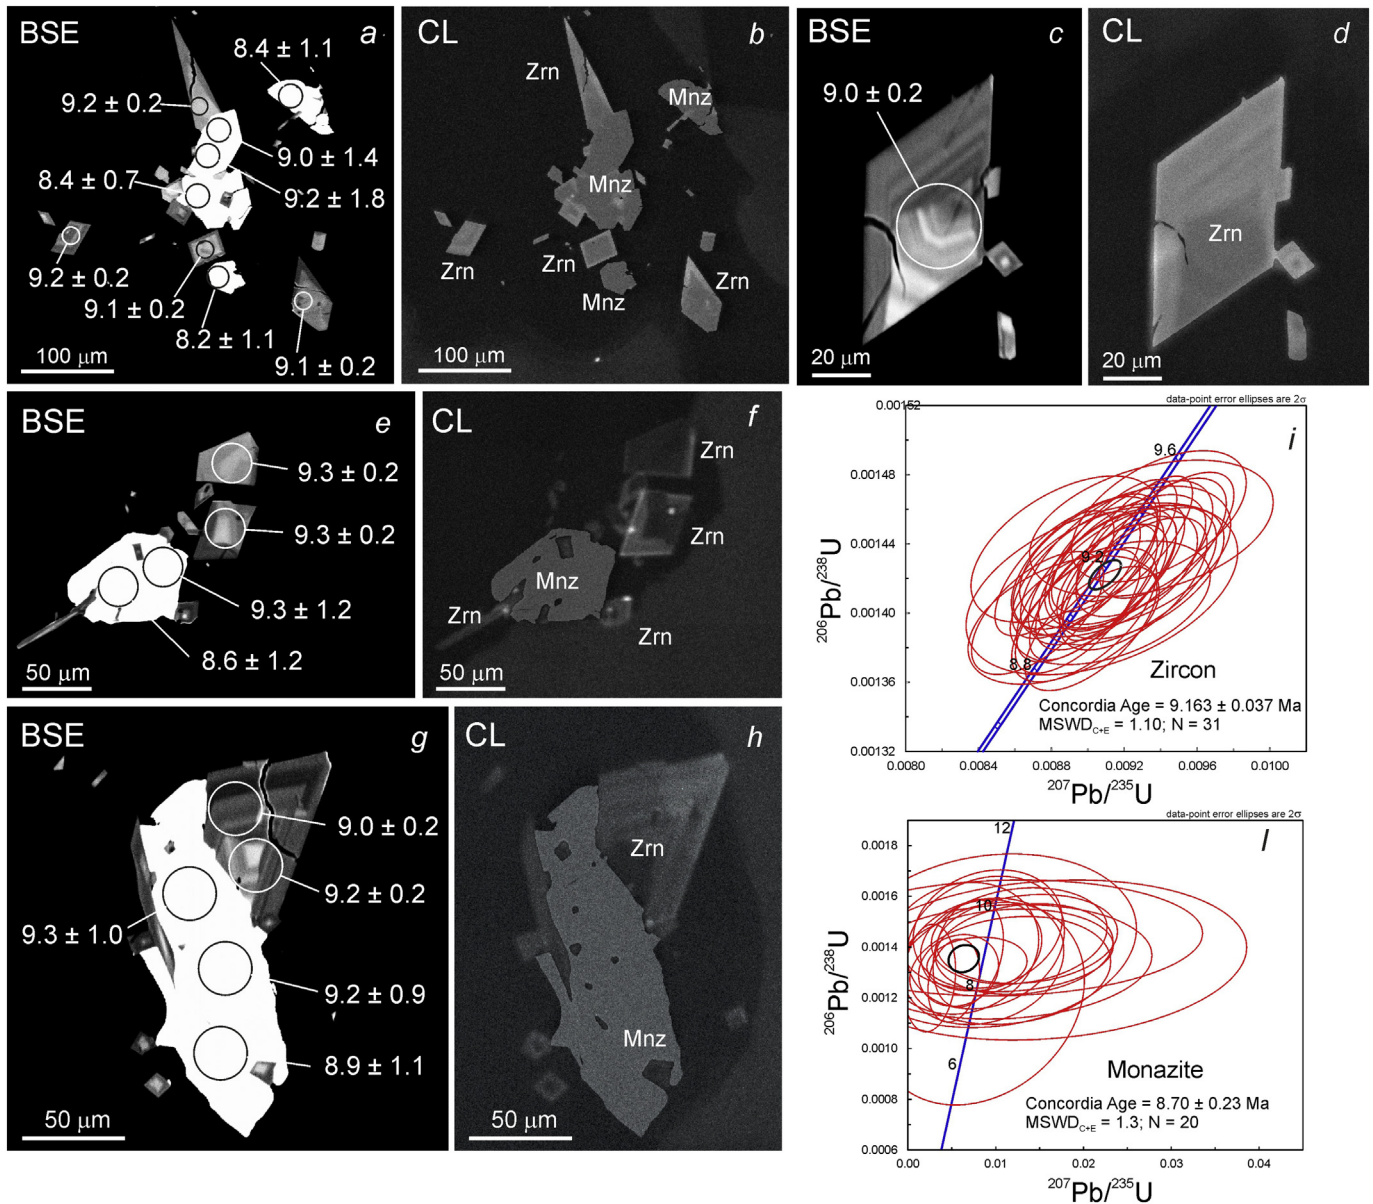 BSE
a
8.4 ± 1.1
9.2 ± 0.2
9.0 ± 1.4
8.4 ± 0.7
9.2 ± 1.8
9.2 ± 0.2
9.1 ± 0.2
8.2 ± 1.1
9.1 ± 0.2
100 µm
CL
b
Zrn
Mnz
Mnz
Zrn
Zrn
Mnz
Zrn
100 µm
BSE
c
9.0 ± 0.2
20 µm
CL
d
Zrn
20 µm
BSE
e
9.3 ± 0.2
9.3 ± 0.2
9.3 ± 1.2
8.6 ± 1.2
50 µm
CL
f
Zrn
Zrn
Mnz
Zrn
Zrn
50 µm
data-point error ellipses are 2σ
i
0.00152
0.00148
0.00144
0.00140
0.00136
0.00132
206Pb/238U
9.6
9.2
8.8
Zircon
Concordia Age = 9.163 ± 0.037 Ma
MSWDC+E = 1.10; N = 31
0.0080
0.0084
0.0088
0.0092
0.0096
0.0100
207Pb/235U
BSE
g
9.0 ± 0.2
9.2 ± 0.2
9.3 ± 1.0
9.2 ± 0.9
8.9 ± 1.1
50 µm
CL
h
Zrn
Mnz
50 µm
data-point error ellipses are 2σ
l
0.0018
0.0016
0.0014
0.0012
0.0010
0.0008
0.0006
206Pb/238U
12
10
8
6
Monazite
Concordia Age = 8.70 ± 0.23 Ma
MSWDC+E = 1.3; N = 20
0.00
0.01
0.02
0.03
0.04
207Pb/235U